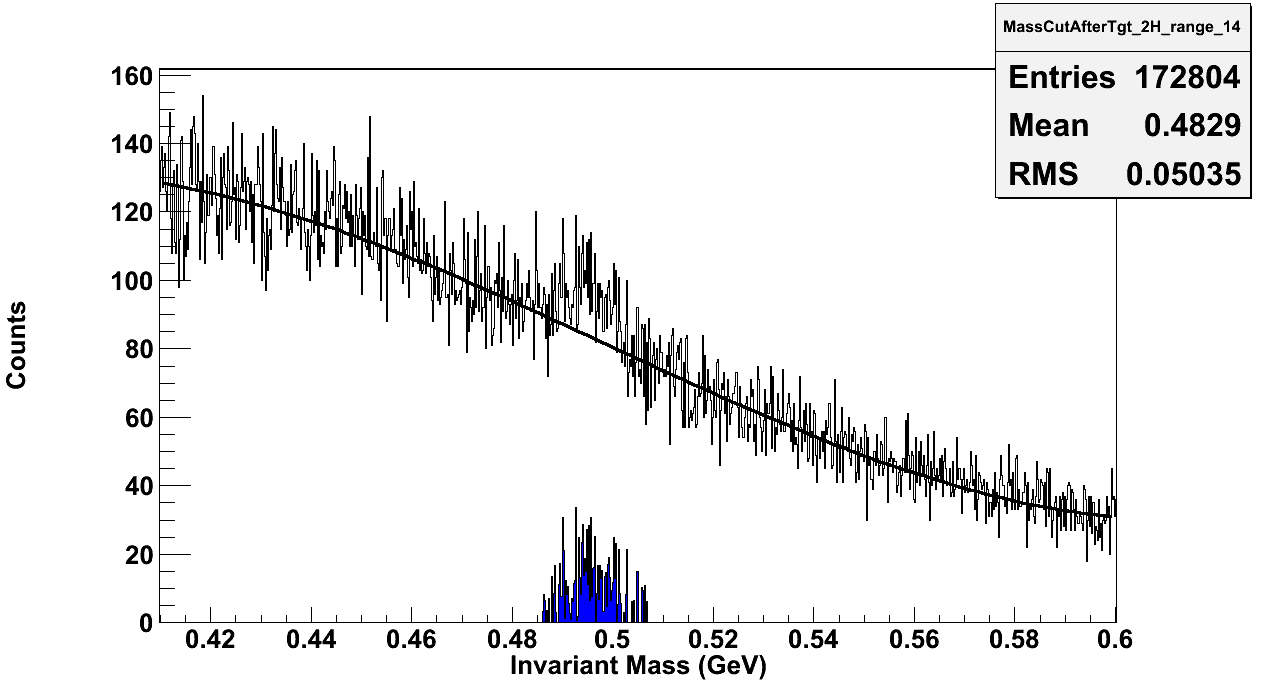 MassCutAfterTgt_2H_range_14
Entries 172804
Mean 0.4829
RMS 0.05035
160
140
120
100
80
60
40
20
0
Counts
0.42 0.44 0.46 0.48 0.5 0.52 0.54 0.56 0.58 0.6
Invariant Mass (GeV)